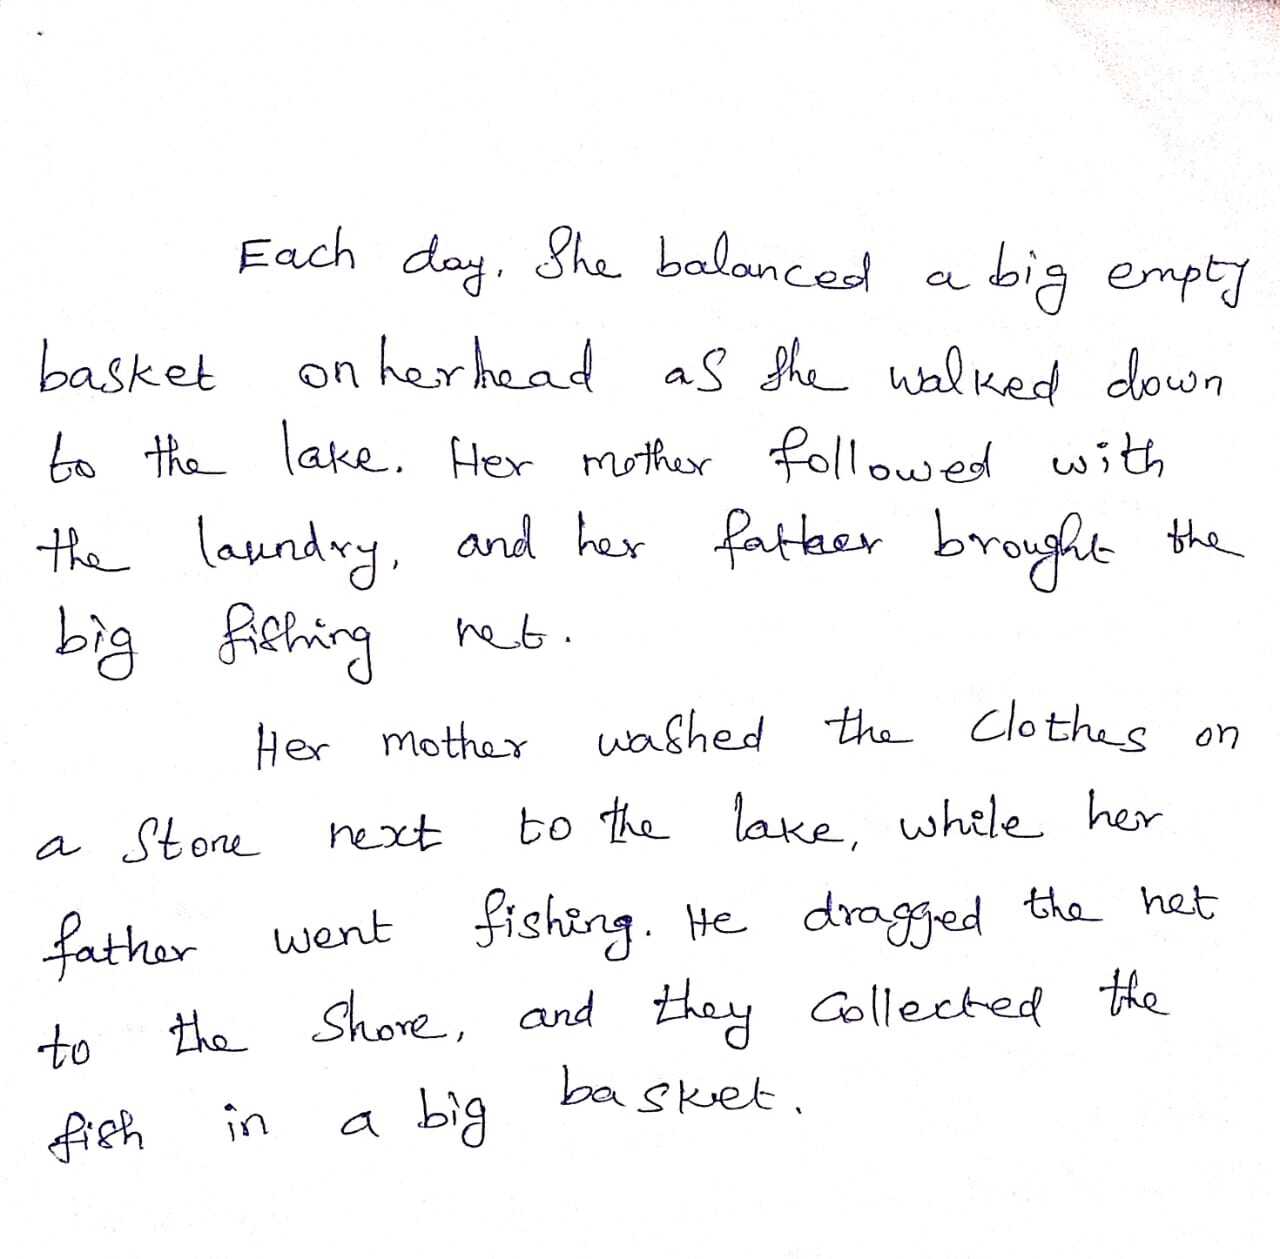 Each day, She balanced a big empty
basket on her head as she walked down
to the lake. Her mother followed with
the laundry, and her father brought the
big fishing net.
Her mother washed the clothes on
a stone next to the lake, while her
father went fishing. He dragged the net
to the shore, and they collected the
fish in a big basket.